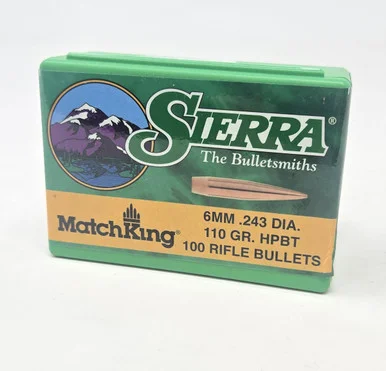 SIERRA®
The Bulletsmiths
MatchKing®
6MM .243 DIA.
110 GR. HPBT
100 RIFLE BULLETS